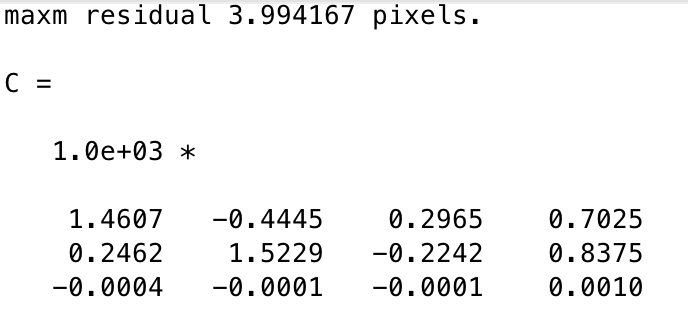 maxm residual 3.994167 pixels.
C =
1.0e+03 *
1.4607 -0.4445 0.2965 0.7025
0.2462 1.5229 -0.2242 0.8375
-0.0004 -0.0001 -0.0001 0.0010